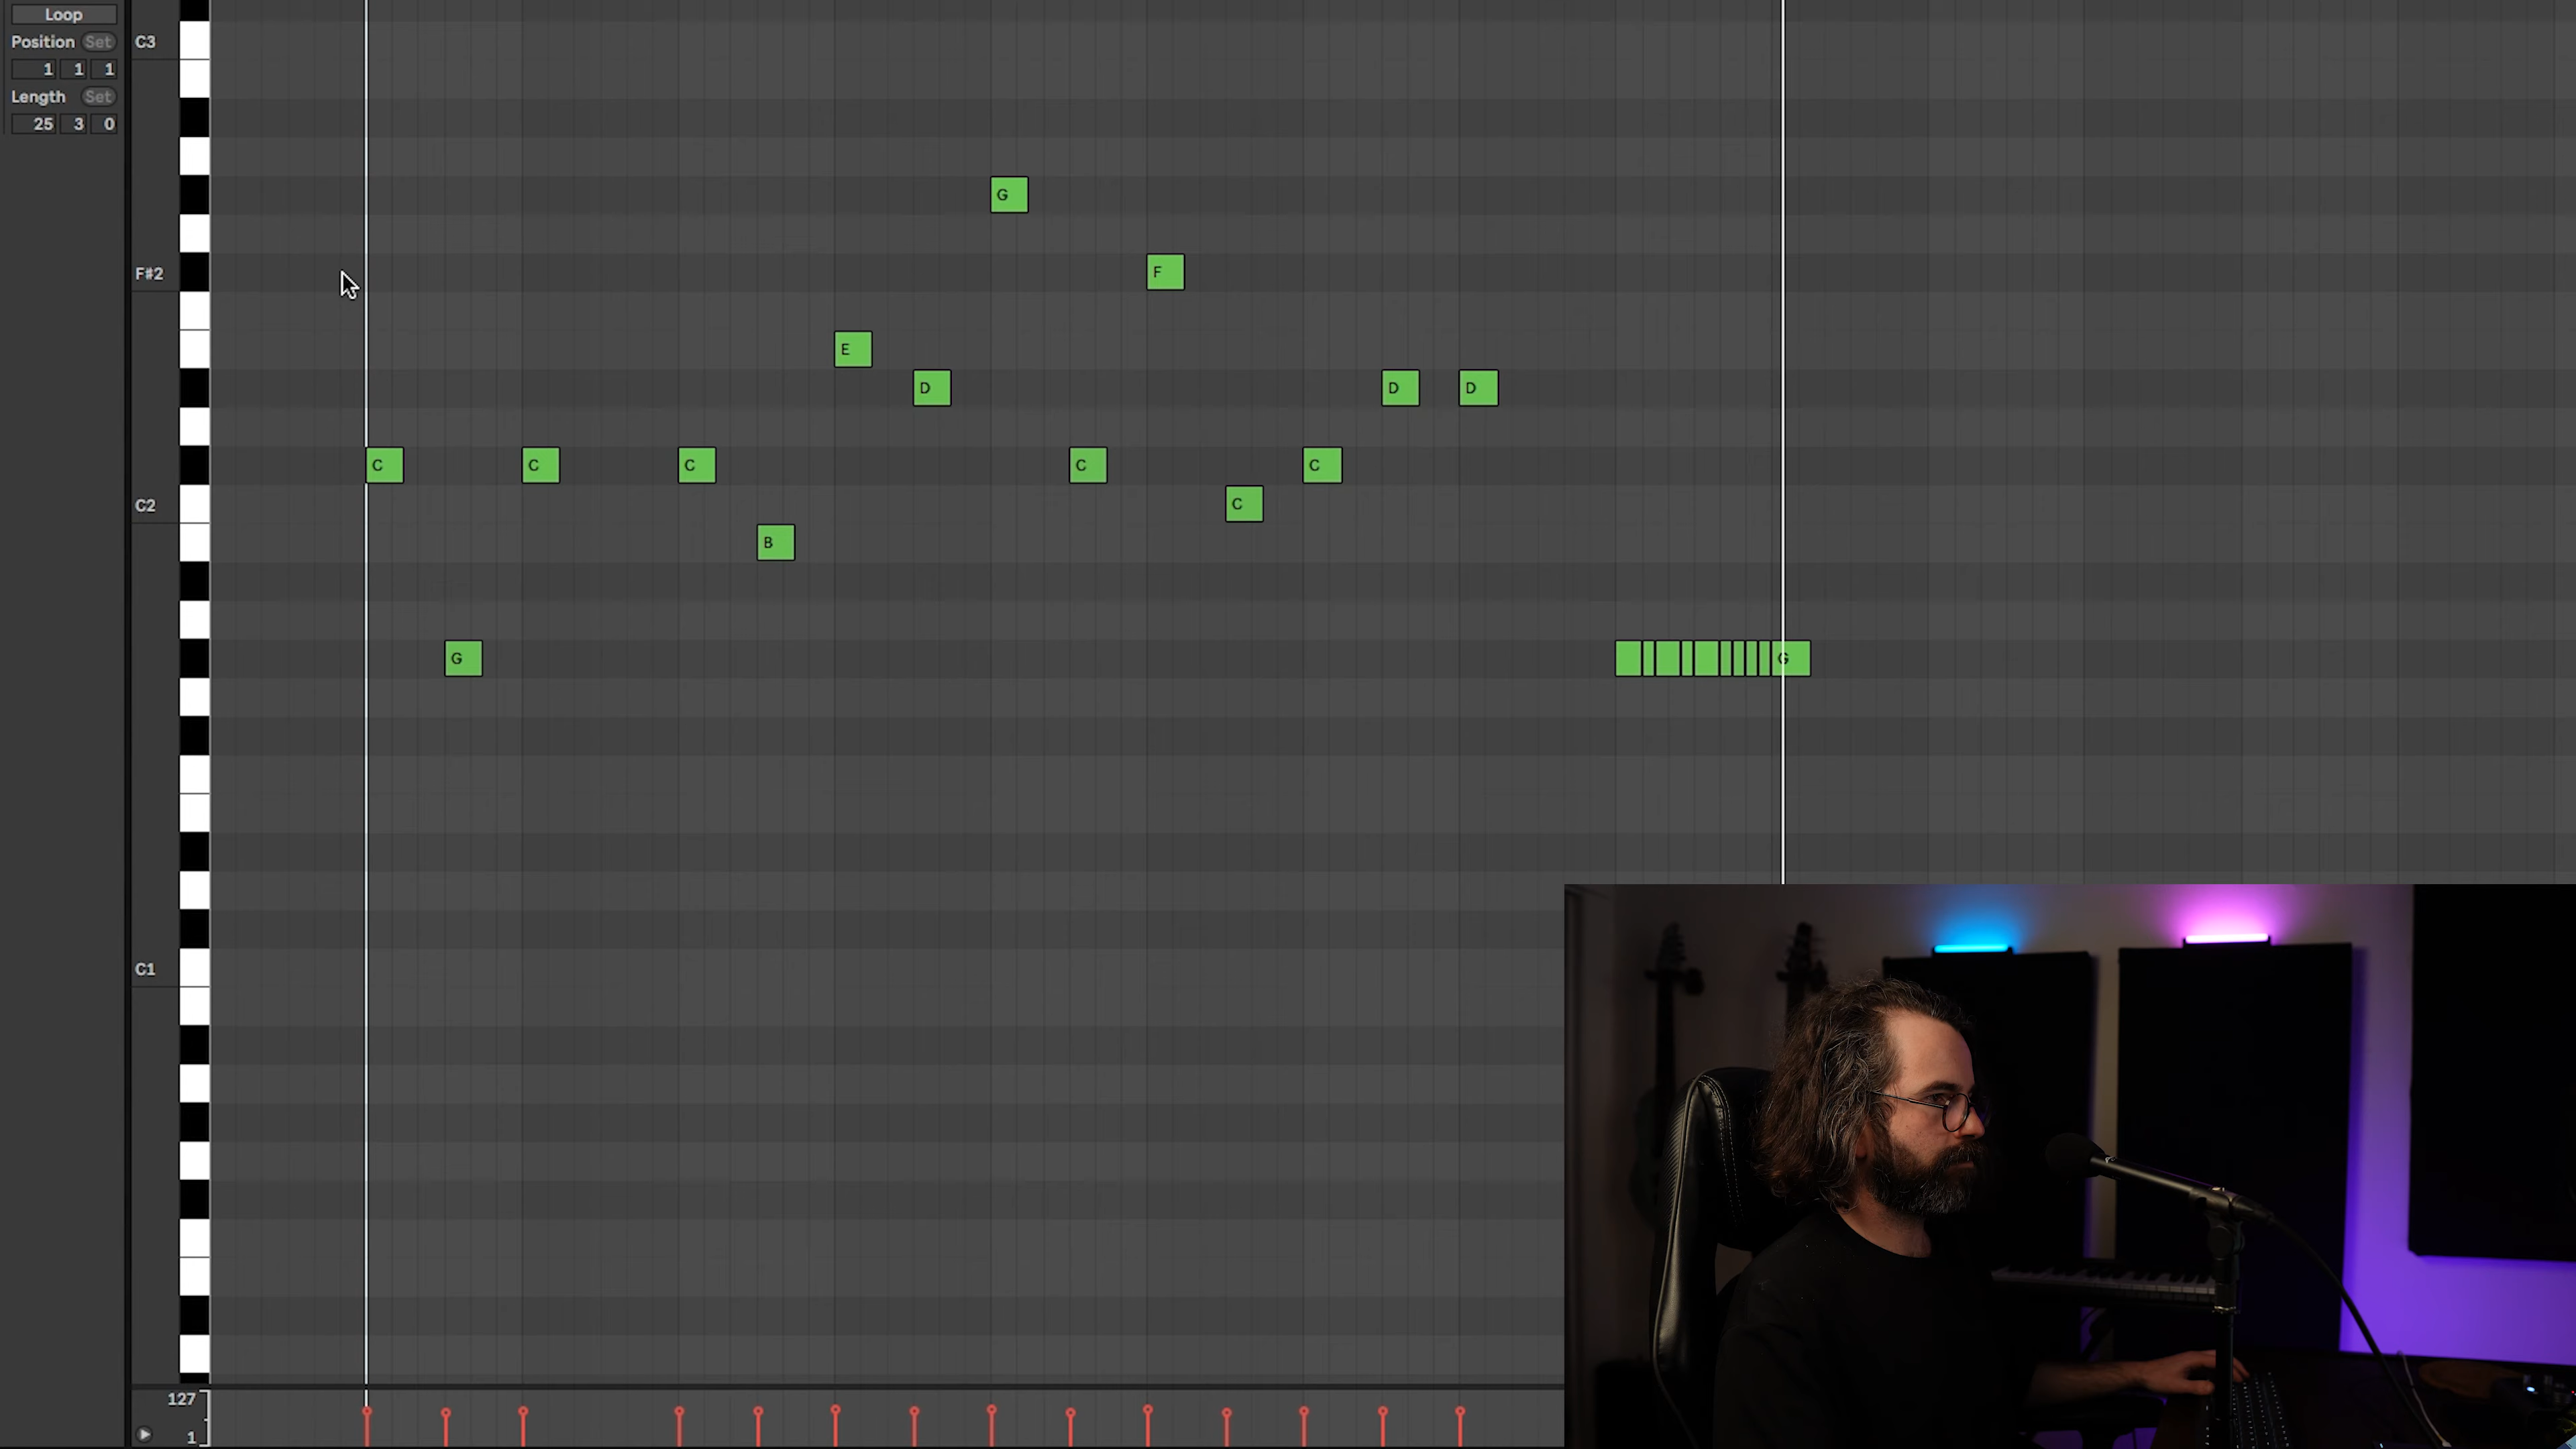 Loop
Position Set
1 1 1
Length Set
25 3 0
C3
G
F#2
F
E
D D D
C C C C C
C2 C
B
G G
C1
127
1